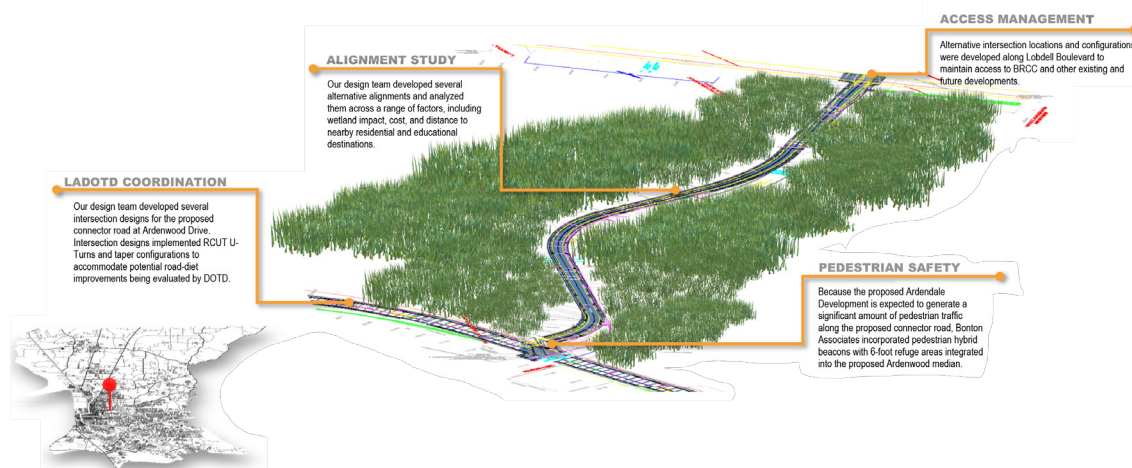 ACCESS MANAGEMENT
Alternative intersection locations and configurations
were developed along Lobdell Boulevard to
maintain access to BRCC and other existing and
future developments.
ALIGNMENT STUDY
Our design team developed several
alternative alignments and analyzed
them across a range of factors, including
wetland impact, cost, and distance to
nearby residential and educational
destinations.
LADOTD COORDINATION
Our design team developed several
intersection designs for the proposed
connector road at Ardenwood Drive.
Intersection designs implemented RCUT U-
Turns and taper configurations to
accommodate potential road-diet
improvements being evaluated by DOTD.
PEDESTRIAN SAFETY
Because the proposed Ardendale
Development is expected to generate a
significant amount of pedestrian traffic
along the proposed connector road, Bonton
Associates incorporated pedestrian hybrid
beacons with 6-foot refuge areas integrated
into the proposed Ardenwood median.